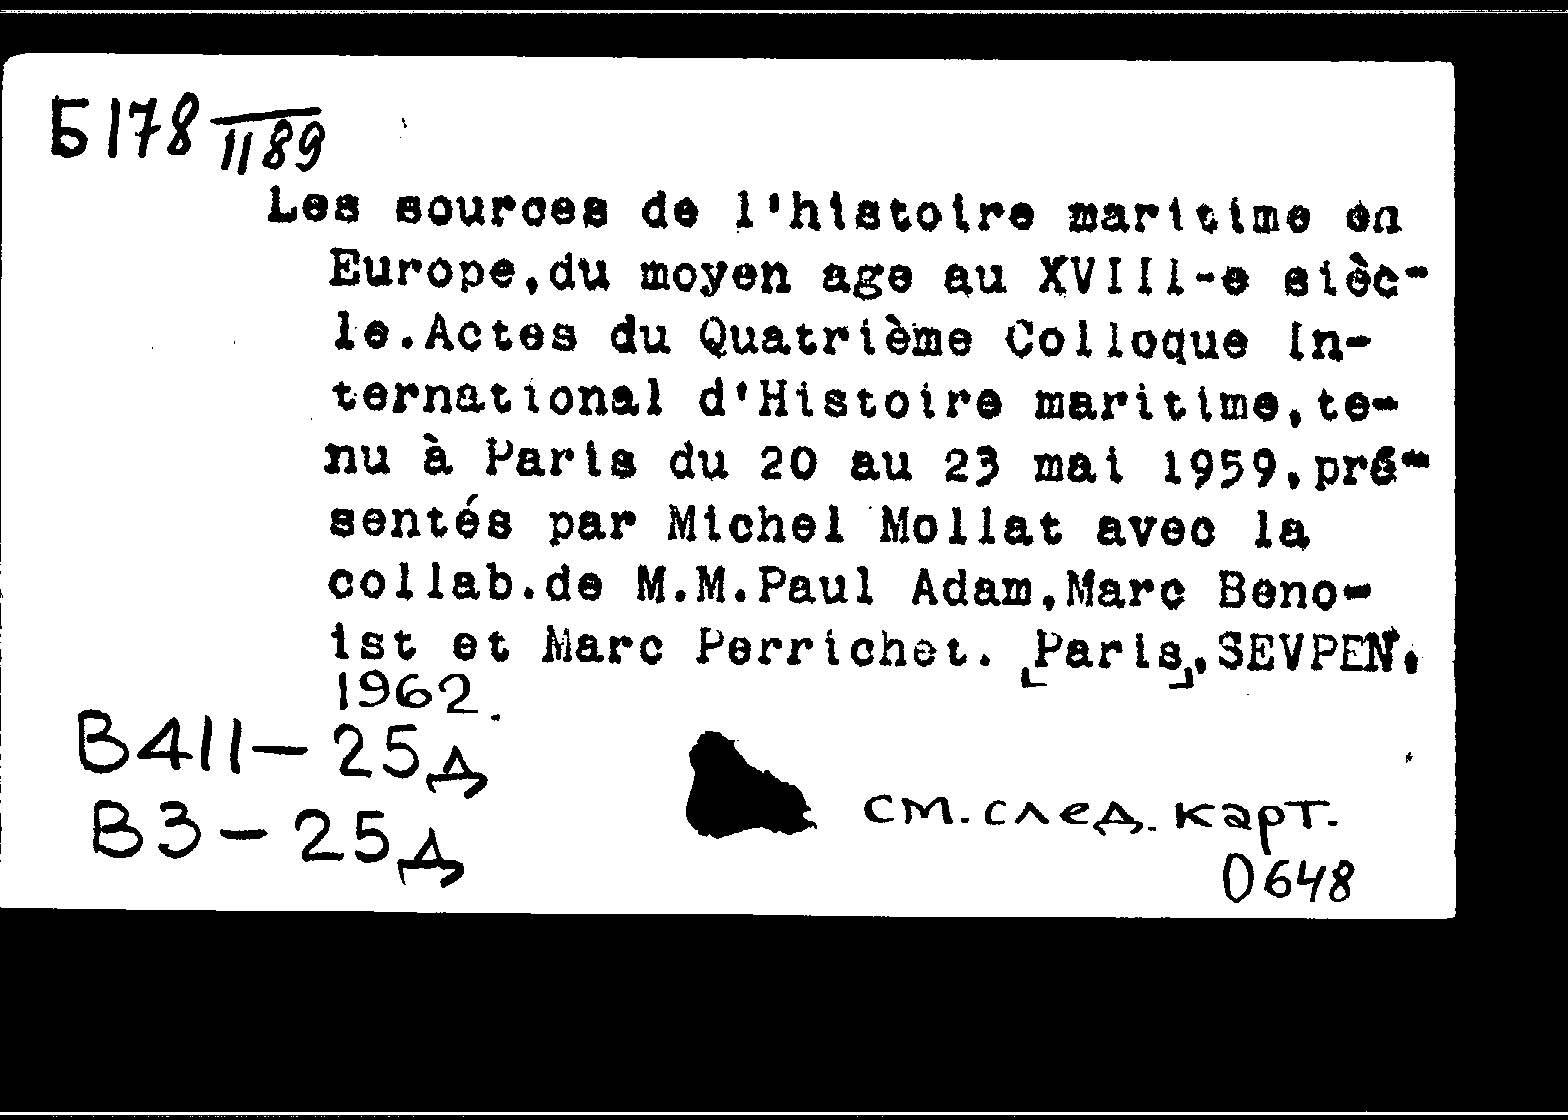 Б178 II89
Les sources de l'histoire maritime en
Europe,du moyen age au XVIII-e sièc-
le.Actes du Quatrième Colloque In-
ternational d'Histoire maritime,te-
nu à Paris du 20 au 23 mai 1959,pré-
sentés par Michel Mollat avec la
collab.de M.M.Paul Adam,Marc Beno-
ist et Marc Perrichet. [Paris],SEVPEN,
1962.
В411-25д
В3-25д
см. след. карт.
0648